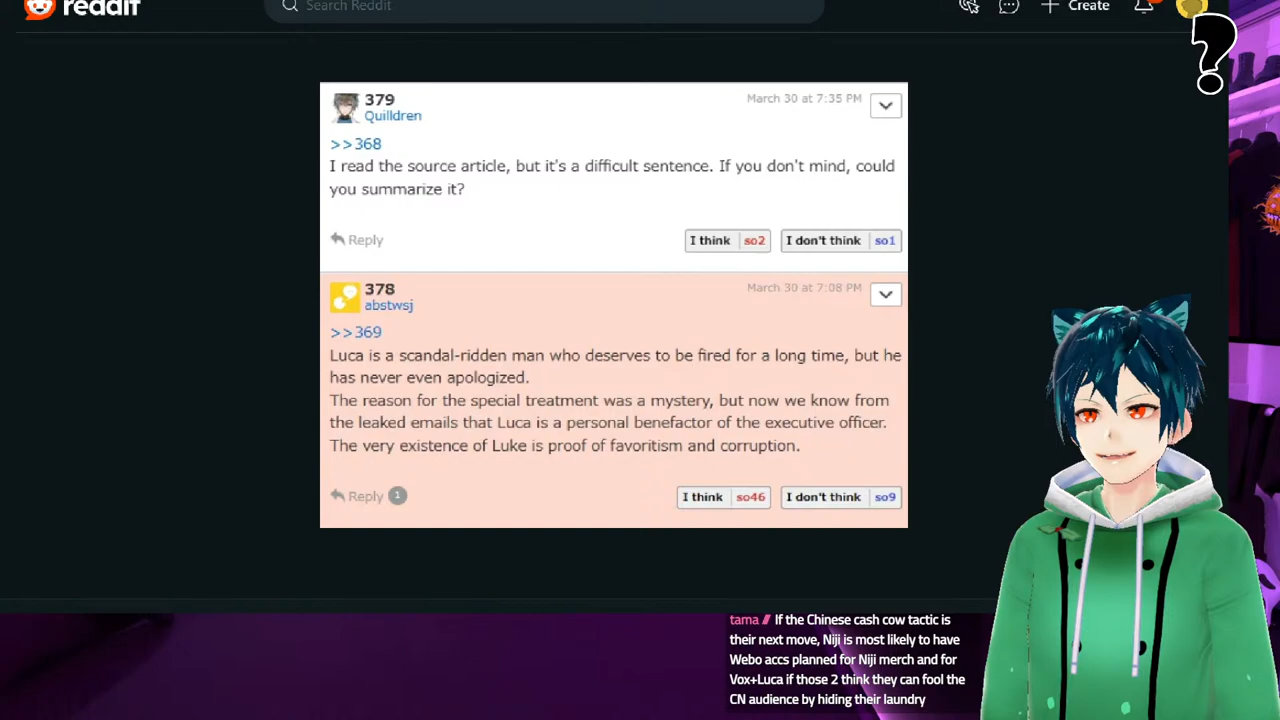 reddit
Search Reddit
Create
379
Quilldren
March 30 at 7:35 PM
>>368
I read the source article, but it's a difficult sentence. If you don't mind, could
you summarize it?
Reply
I think so2
I don't think so1
378
abstwsj
March 30 at 7:08 PM
>>369
Luca is a scandal-ridden man who deserves to be fired for a long time, but he
has never even apologized.
The reason for the special treatment was a mystery, but now we know from
the leaked emails that Luca is a personal benefactor of the executive officer.
The very existence of Luke is proof of favoritism and corruption.
Reply 1
I think so46
I don't think so9
tama // If the Chinese cash cow tactic is
their next move, Niji is most likely to have
Webo accs planned for Niji merch and for
Vox+Luca if those 2 think they can fool the
CN audience by hiding their laundry
?